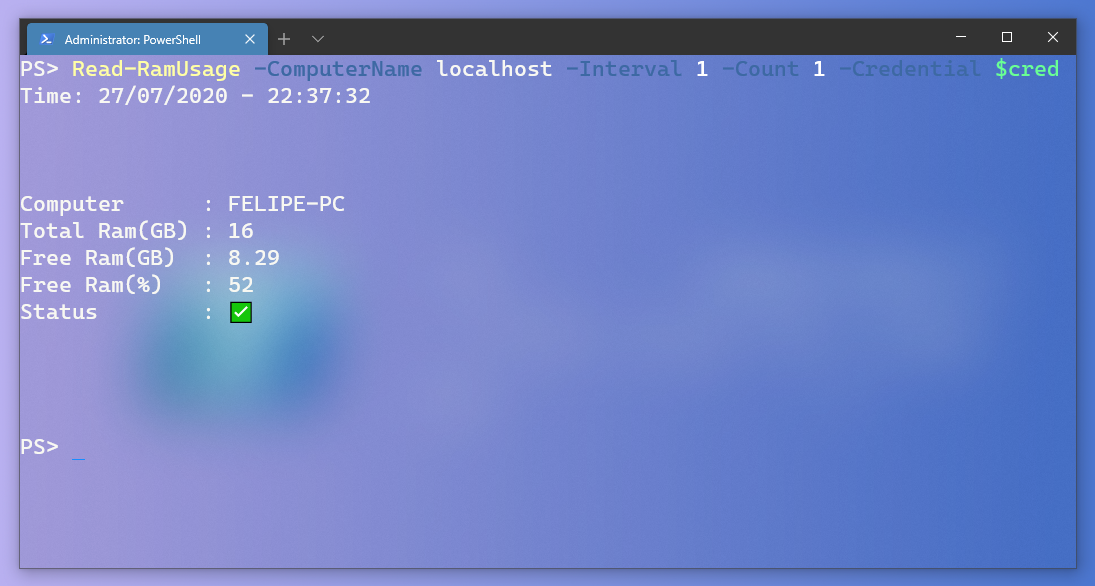 Administrator: PowerShell
PS> Read-RamUsage -ComputerName localhost -Interval 1 -Count 1 -Credential $cred
Time: 27/07/2020 - 22:37:32
Computer : FELIPE-PC
Total Ram(GB) : 16
Free Ram(GB) : 8.29
Free Ram(%) : 52
Status : ✅
PS> _